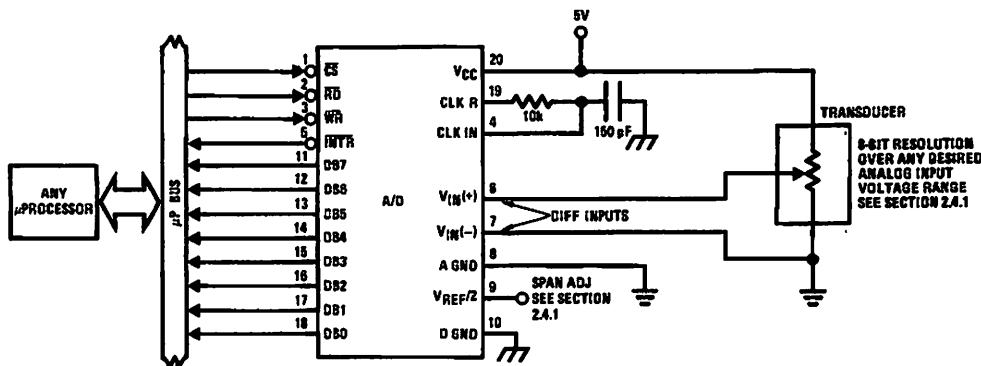 ANY
µPROCESSOR
µP BUS
1
CS
2
RD
3
WR
5
INTR
11
DB7
12
DB6
13
DB5
14
DB4
15
DB3
16
DB2
17
DB1
18
DB0
A/D
VCC
20
CLK R
19
10k
CLK IN
4
150 pF
5V
VIN(+)
6
DIFF INPUTS
VIN(−)
7
A GND
8
VREF/2
9
SPAN ADJ
SEE SECTION
2.4.1
D GND
10
TRANSDUCER
8-BIT RESOLUTION
OVER ANY DESIRED
ANALOG INPUT
VOLTAGE RANGE
SEE SECTION 2.4.1